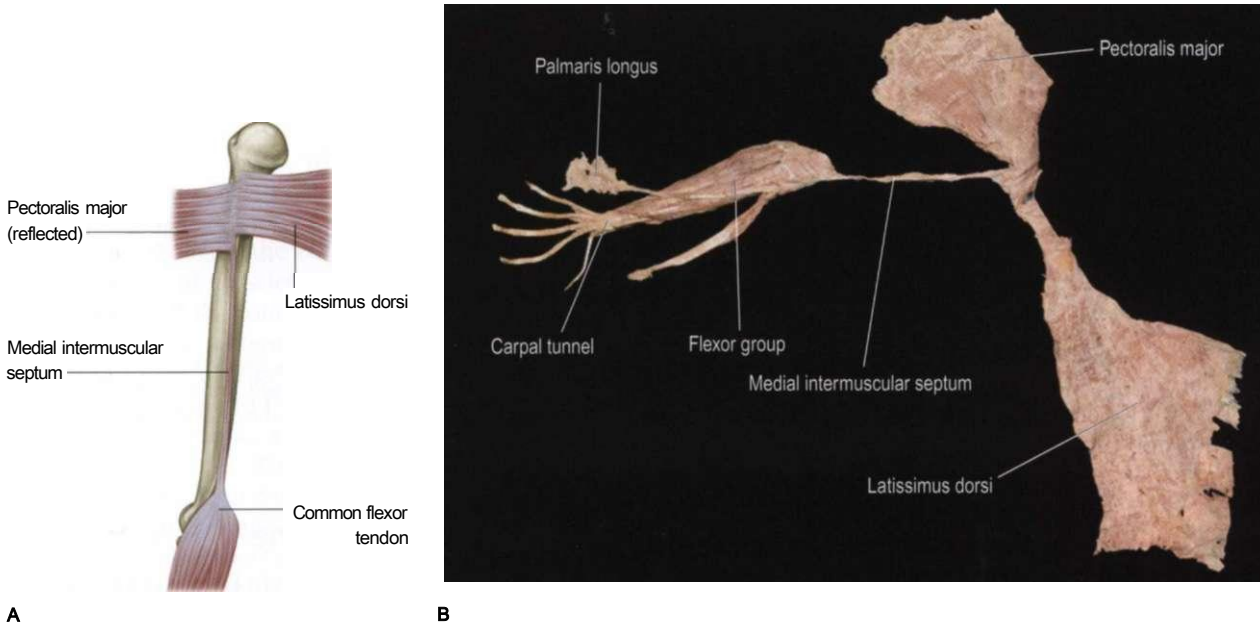 Pectoralis major
(reflected)
Latissimus dorsi
Medial intermuscular
septum
Common flexor
tendon
A
Palmaris longus
Pectoralis major
Carpal tunnel
Flexor group
Medial intermuscular septum
Latissimus dorsi
B